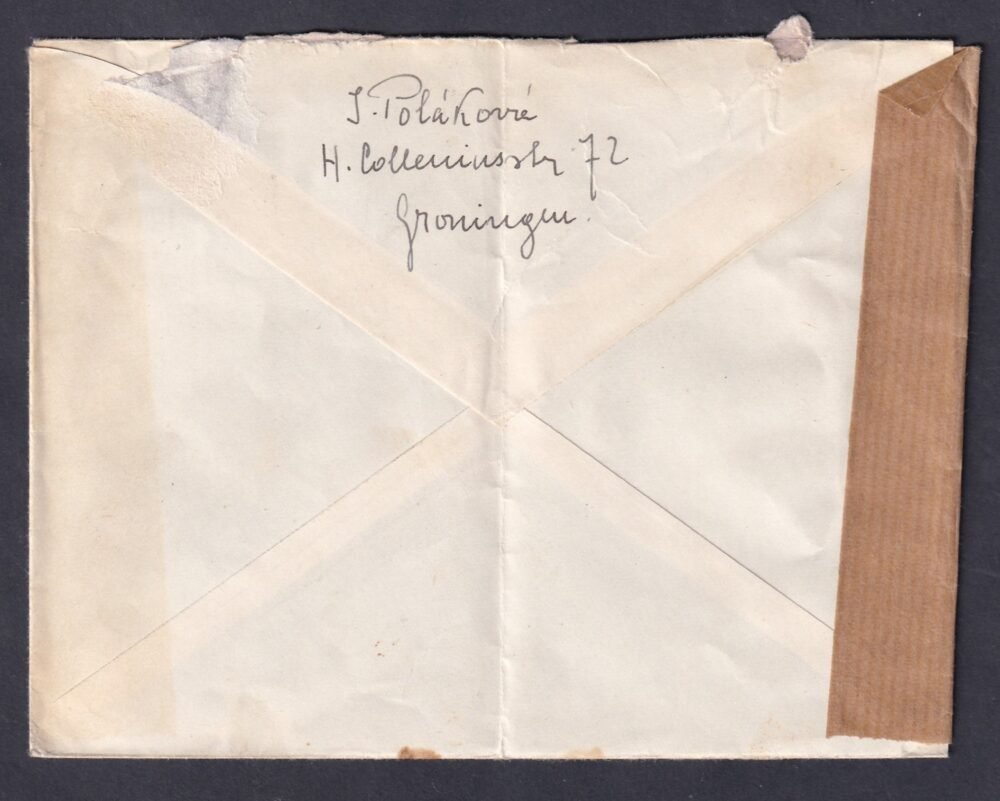 J. Poláková
H. Colleniusstr 72
Groningen.